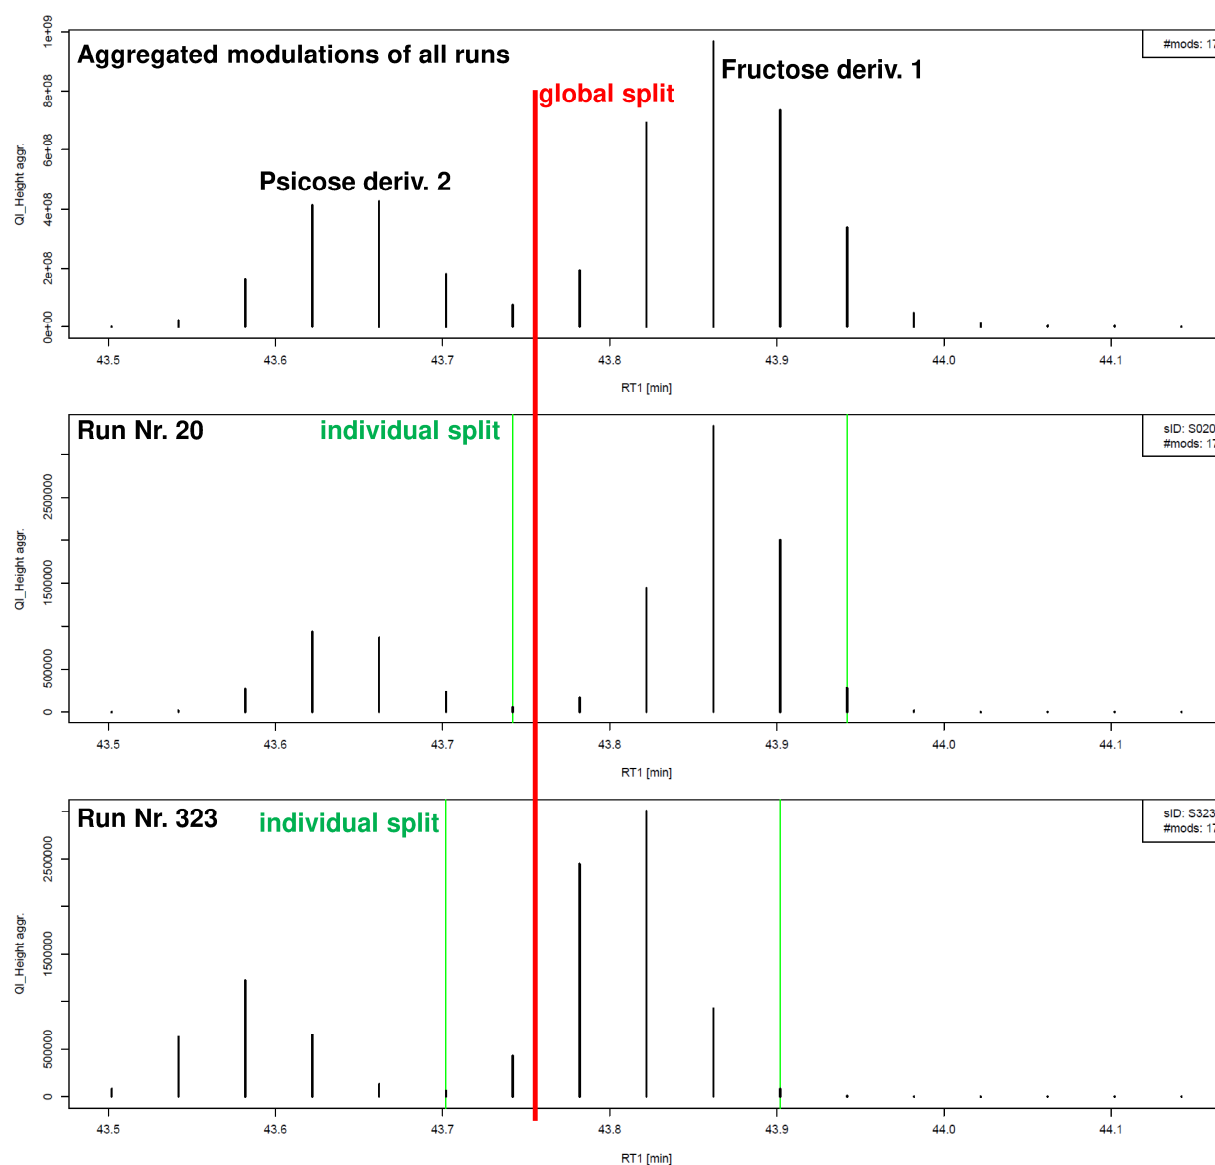 Aggregated modulations of all runs
#mods: 17
Fructose deriv. 1
global split
Psicose deriv. 2
QI_Height aggr.
0e+00 2e+08 4e+08 6e+08 8e+08 1e+09
43.5 43.6 43.7 43.8 43.9 44.0 44.1
RT1 [min]
Run Nr. 20
individual split
sID: S020
#mods: 17
QI_Height aggr.
0 500000 1500000 2500000
43.5 43.6 43.7 43.8 43.9 44.0 44.1
RT1 [min]
Run Nr. 323
individual split
sID: S323
#mods: 17
QI_Height aggr.
0 500000 1500000 2500000
43.5 43.6 43.7 43.8 43.9 44.0 44.1
RT1 [min]